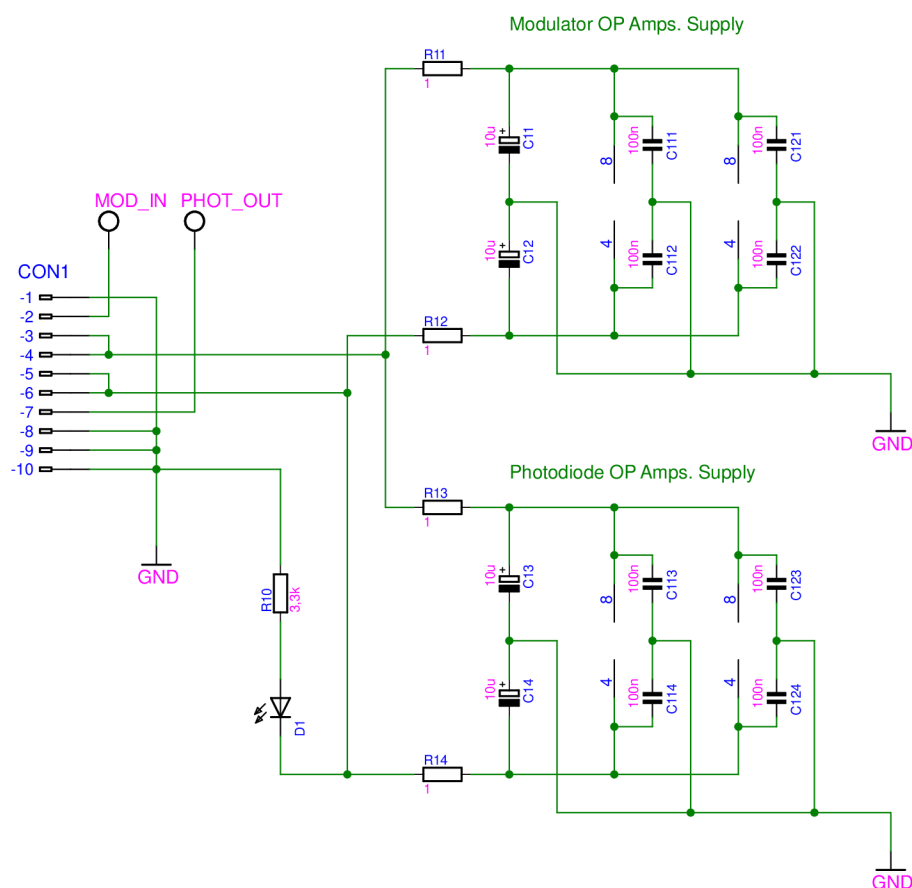 Modulator OP Amps. Supply
R11
1
10u
C11
8
100n
C111
8
100n
C121
MOD_IN
PHOT_OUT
10u
C12
4
100n
C112
4
100n
C122
CON1
-1
-2
-3
-4
-5
-6
-7
-8
-9
-10
R12
1
GND
Photodiode OP Amps. Supply
R13
1
GND
R10
3,3k
10u
C13
8
100n
C113
8
100n
C123
10u
C14
4
100n
C114
4
100n
C124
D1
R14
1
GND